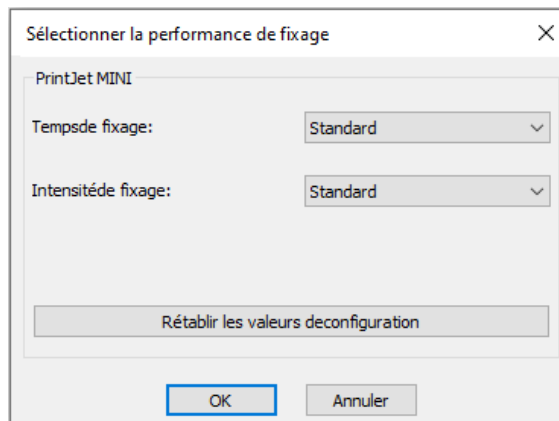 Sélectionner la performance de fixage
PrintJet MINI
Tempsde fixage: Standard
Intensitéde fixage: Standard
Rétablir les valeurs deconfiguration
OK Annuler